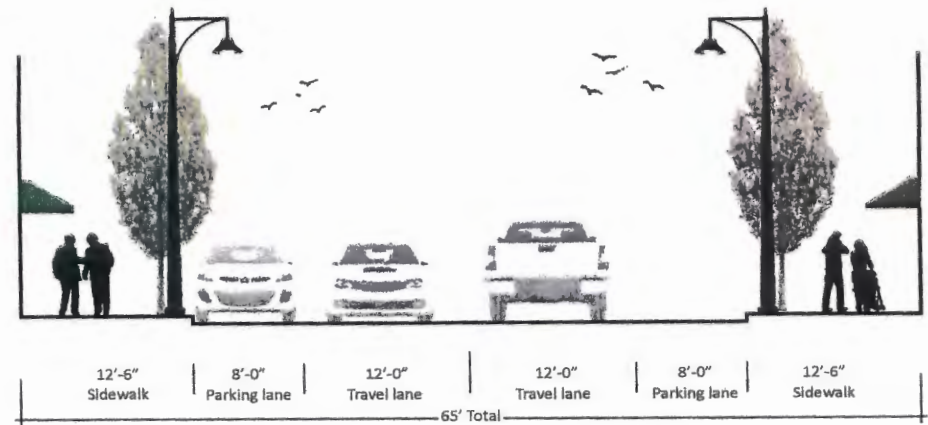 12'-6" 8'-0" 12'-0" 12'-0" 8'-0" 12'-6"
Sidewalk Parking lane Travel lane Travel lane Parking lane Sidewalk
65' Total